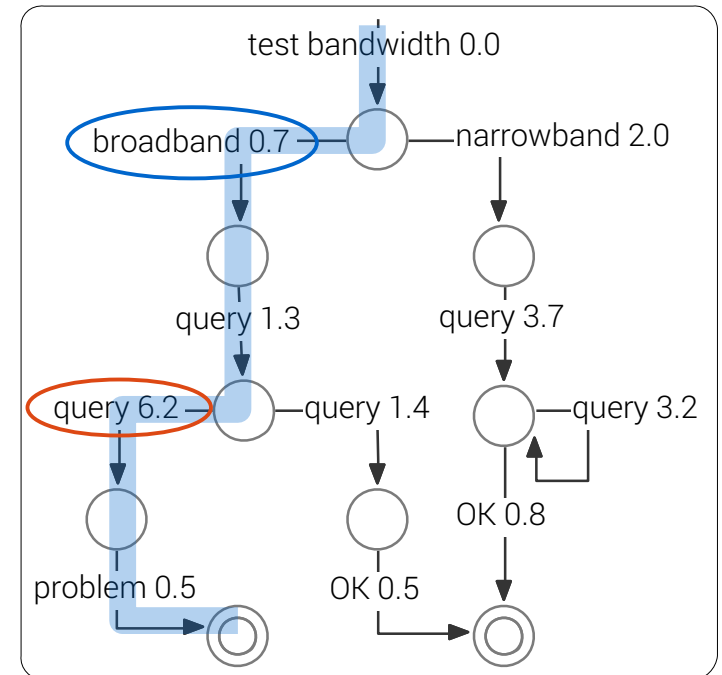 test bandwidth 0.0
broadband 0.7
narrowband 2.0
query 1.3
query 3.7
query 6.2
query 1.4
query 3.2
OK 0.8
problem 0.5
OK 0.5